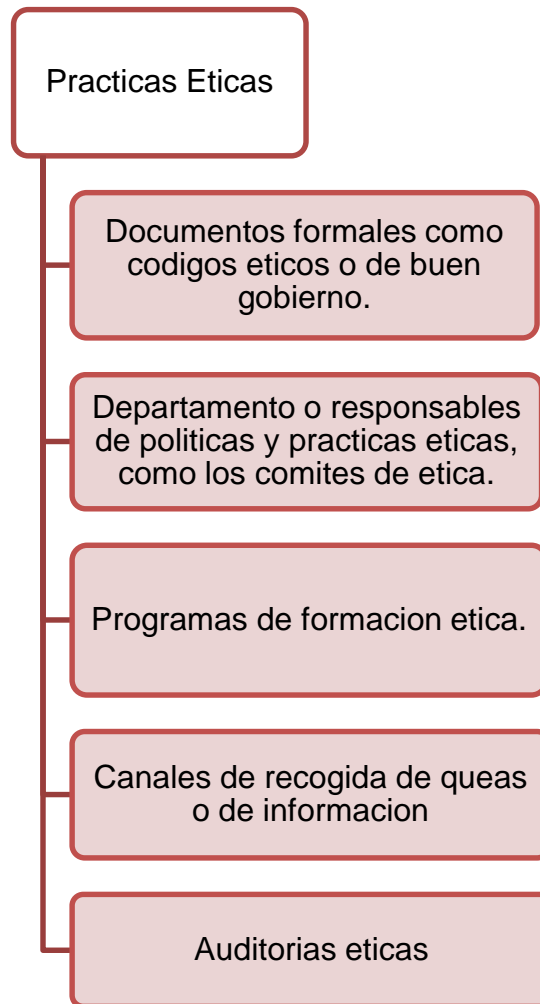 Practicas Eticas
Documentos formales como
codigos eticos o de buen
gobierno.
Departamento o responsables
de politicas y practicas eticas,
como los comites de etica.
Programas de formacion etica.
Canales de recogida de queas
o de informacion
Auditorias eticas